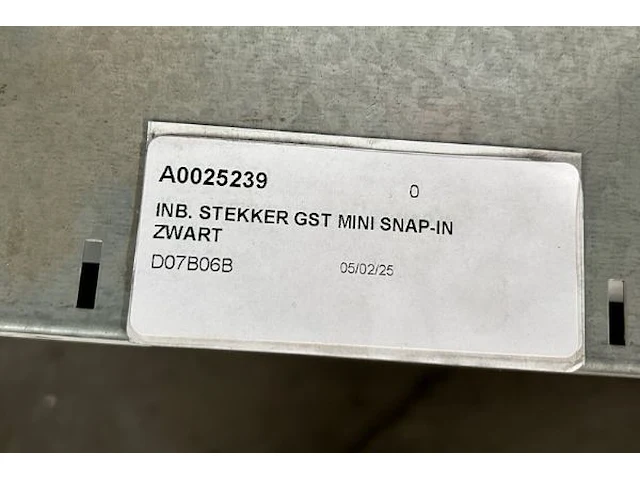 A0025239 0
INB. STEKKER GST MINI SNAP-IN
ZWART
D07B06B 05/02/25